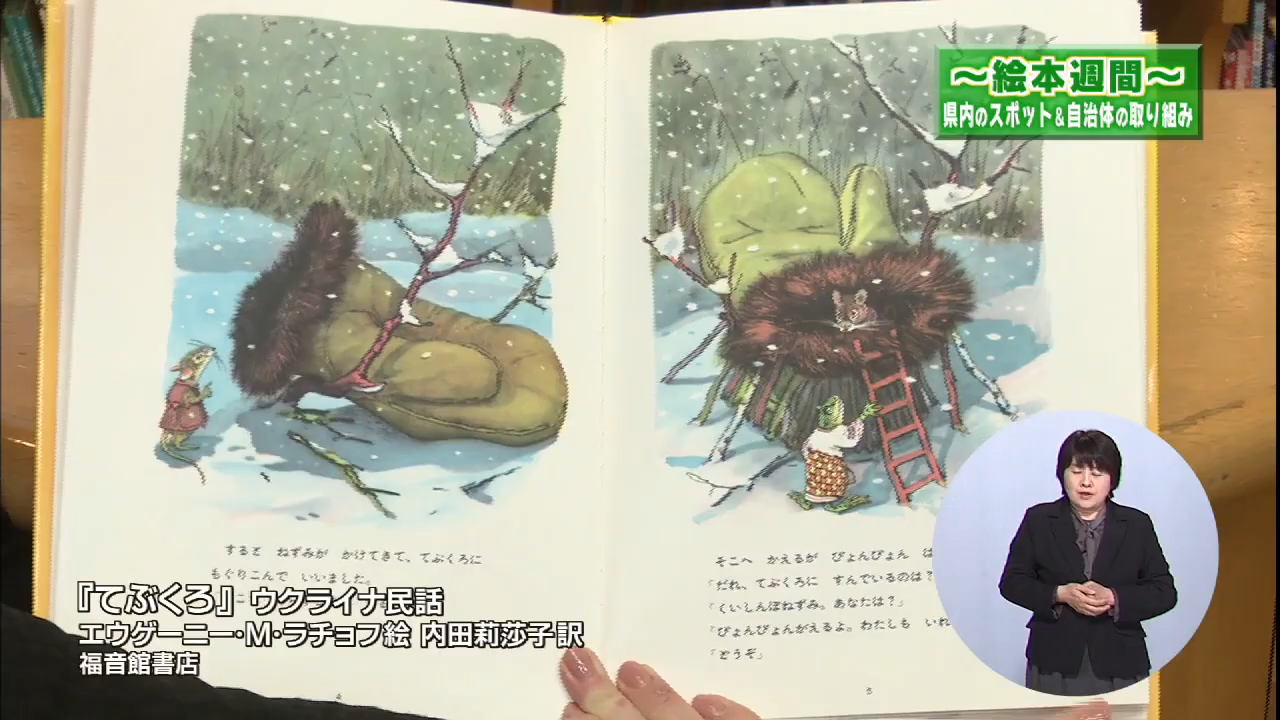 ～絵本週間～
県内のスポット&自治体の取り組み
するとねずみが かけてきて、てぶくろに
もぐりこんで いいました。
『てぶくろ』ウクライナ民話
エウゲーニー・M・ラチョフ絵 内田莉莎子訳
福音館書店
4
そこへ かえるが ぴょんぴょん
「だれ、てぶくろに すんでいるのは?
「くいしんぼねずみ。あなたは?」
「ぴょんぴょんがえるよ。わたしも いれ
「どうぞ」
5